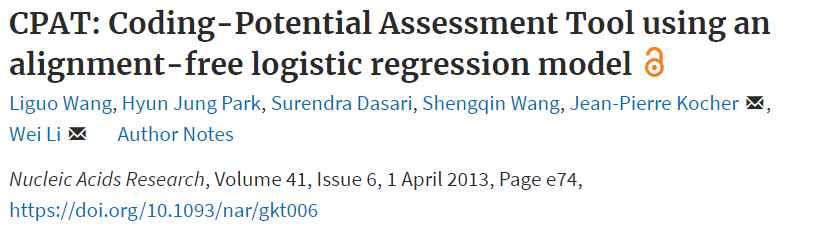 CPAT: Coding-Potential Assessment Tool using an
alignment-free logistic regression model
Liguo Wang, Hyun Jung Park, Surendra Dasari, Shengqin Wang, Jean-Pierre Kocher,
Wei Li Author Notes
Nucleic Acids Research, Volume 41, Issue 6, 1 April 2013, Page e74,
https://doi.org/10.1093/nar/gkt006